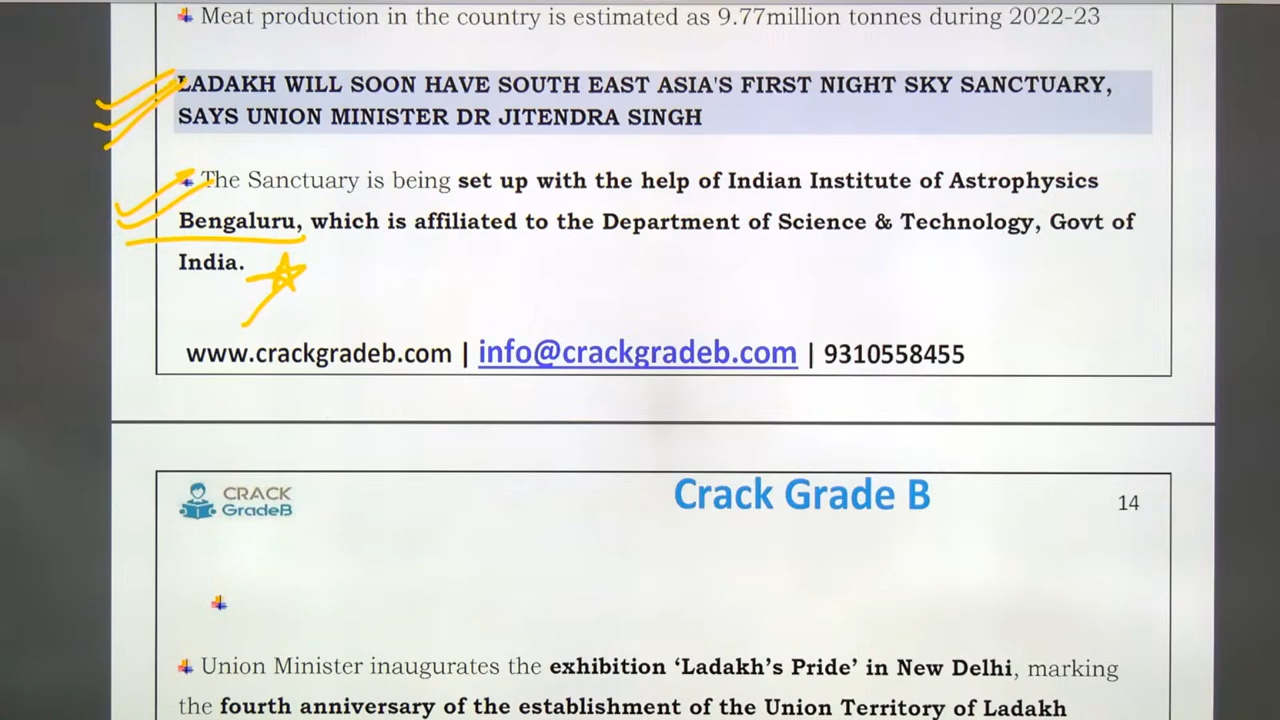 Meat production in the country is estimated as 9.77million tonnes during 2022-23
LADAKH WILL SOON HAVE SOUTH EAST ASIA'S FIRST NIGHT SKY SANCTUARY,
SAYS UNION MINISTER DR JITENDRA SINGH
The Sanctuary is being set up with the help of Indian Institute of Astrophysics
Bengaluru, which is affiliated to the Department of Science & Technology, Govt of
India.
www.crackgradeb.com | info@crackgradeb.com | 9310558455
CRACK
GradeB
Crack Grade B
14
Union Minister inaugurates the exhibition ‘Ladakh’s Pride’ in New Delhi, marking
the fourth anniversary of the establishment of the Union Territory of Ladakh